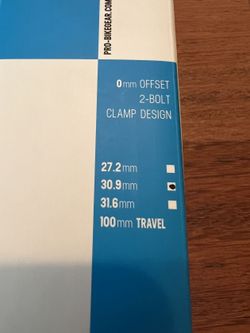 PRO-BIKEGEAR.COM
0mm OFFSET
2-BOLT
CLAMP DESIGN
27.2mm
30.9mm
31.6mm
100mm TRAVEL